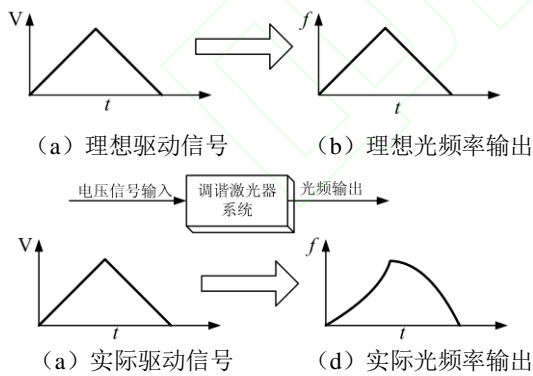 V f
t t
（a）理想驱动信号 （b）理想光频率输出
电压信号输入 调谐激光器 光频输出
系统
V f
t t
（a）实际驱动信号 （d）实际光频率输出